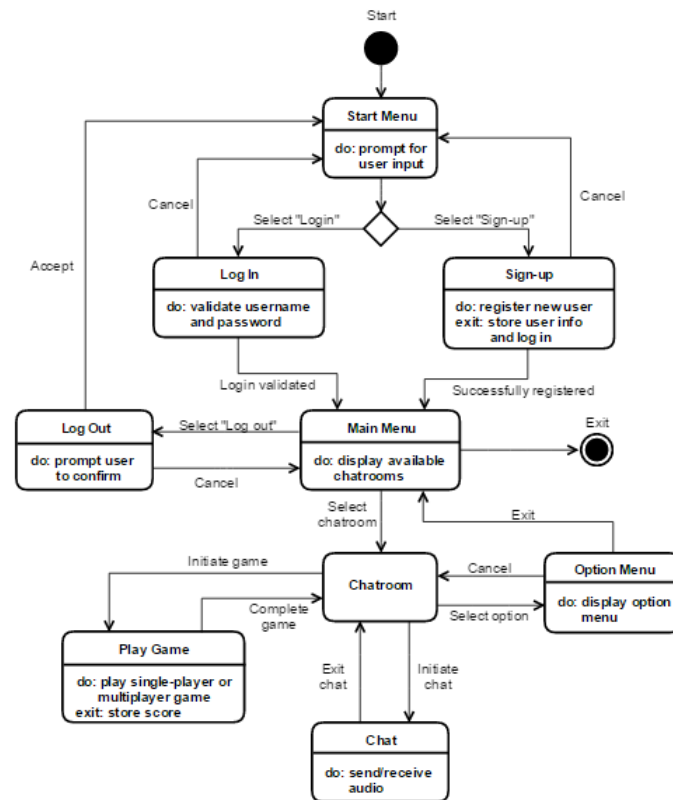 Start
Start Menu
do: prompt for
user input
Cancel
Cancel
Select "Login"
Select "Sign-up"
Accept
Log In
do: validate username
and password
Sign-up
do: register new user
exit: store user info
and log in
Login validated
Successfully registered
Log Out
do: prompt user
to confirm
Select "Log out"
Cancel
Main Menu
do: display available
chatrooms
Exit
Select
chatroom
Exit
Initiate game
Chatroom
Cancel
Option Menu
do: display option
menu
Complete
game
Select option
Play Game
do: play single-player or
multiplayer game
exit: store score
Exit
chat
Initiate
chat
Chat
do: send/receive
audio